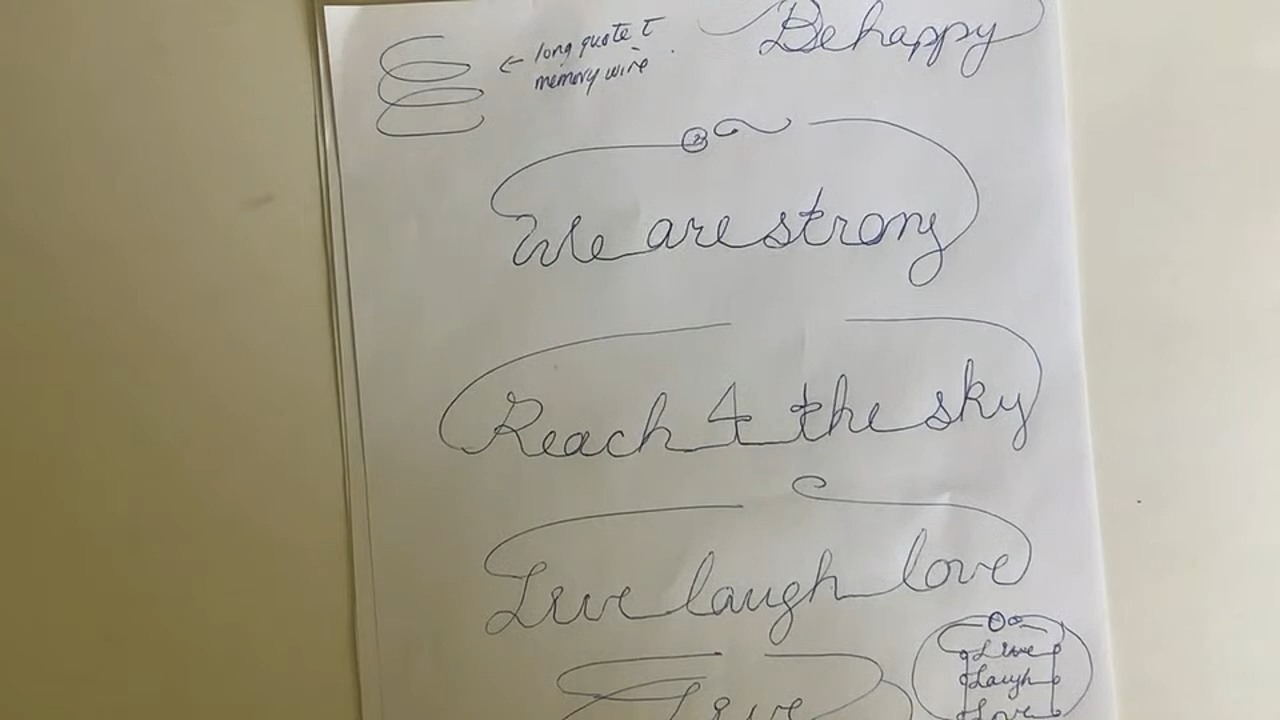 long quote c̄
memory wire
Be happy
We are strong
Reach 4 the sky
Live laugh love
Live
Live
Laugh
Love